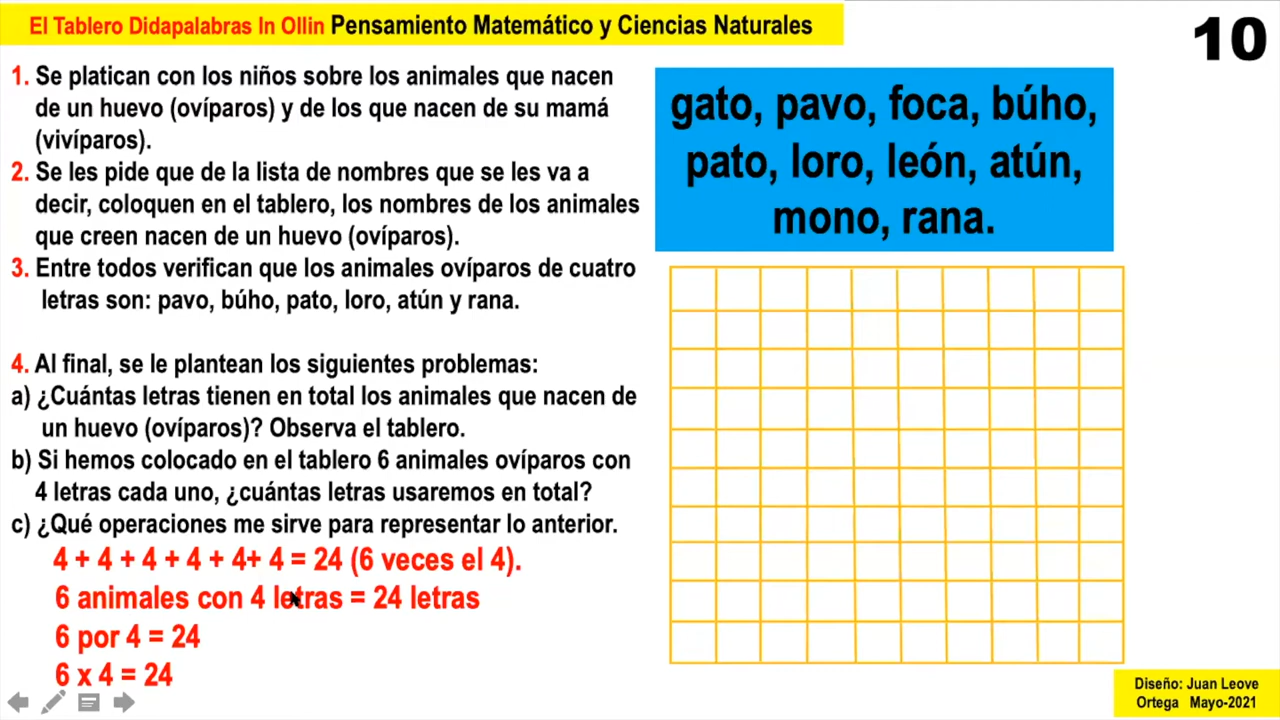 El Tablero Didapalabras In Ollin Pensamiento Matemático y Ciencias Naturales
10
1. Se platican con los niños sobre los animales que nacen
de un huevo (ovíparos) y de los que nacen de su mamá
(vivíparos).
2. Se les pide que de la lista de nombres que se les va a
decir, coloquen en el tablero, los nombres de los animales
que creen nacen de un huevo (ovíparos).
3. Entre todos verifican que los animales ovíparos de cuatro
letras son: pavo, búho, pato, loro, atún y rana.
4. Al final, se le plantean los siguientes problemas:
a) ¿Cuántas letras tienen en total los animales que nacen de
un huevo (ovíparos)? Observa el tablero.
b) Si hemos colocado en el tablero 6 animales ovíparos con
4 letras cada uno, ¿cuántas letras usaremos en total?
c) ¿Qué operaciones me sirve para representar lo anterior.
4 + 4 + 4 + 4 + 4+ 4 = 24 (6 veces el 4).
6 animales con 4 letras = 24 letras
6 por 4 = 24
6 x 4 = 24
gato, pavo, foca, búho,
pato, loro, león, atún,
mono, rana.
Diseño: Juan Leove
Ortega Mayo-2021